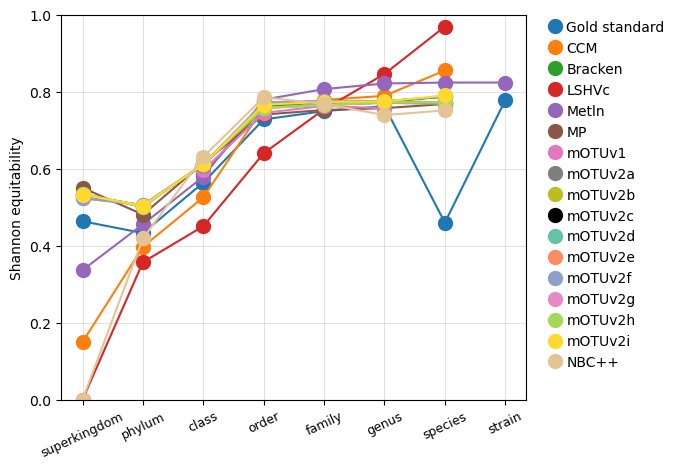 1.0
0.8
0.6
0.4
0.2
0.0
Shannon equitability
superkingdom
phylum
class
order
family
genus
species
strain
Gold standard
CCM
Bracken
LSHVc
Metln
MP
mOTUv1
mOTUv2a
mOTUv2b
mOTUv2c
mOTUv2d
mOTUv2e
mOTUv2f
mOTUv2g
mOTUv2h
mOTUv2i
NBC++